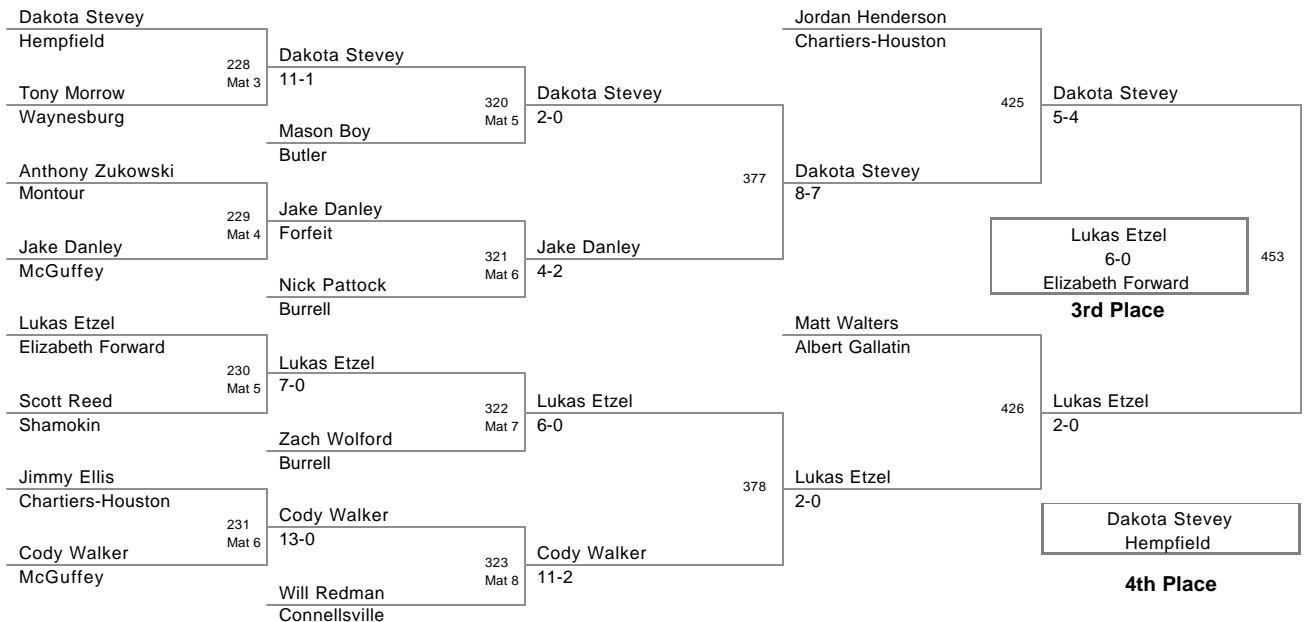 Dakota Stevey
Hempfield
228
Mat 3
Tony Morrow
Waynesburg
Anthony Zukowski
Montour
229
Mat 4
Jake Danley
McGuffey
Lukas Etzel
Elizabeth Forward
230
Mat 5
Scott Reed
Shamokin
Jimmy Ellis
Chartiers-Houston
231
Mat 6
Cody Walker
McGuffey
Dakota Stevey
11-1
320
Mat 5
Mason Boy
Butler
Jake Danley
Forfeit
321
Mat 6
Nick Pattock
Burrell
Lukas Etzel
7-0
322
Mat 7
Zach Wolford
Burrell
Cody Walker
13-0
323
Mat 8
Will Redman
Connellsville
Dakota Stevey
2-0
377
Jake Danley
4-2
Lukas Etzel
6-0
378
Cody Walker
11-2
Jordan Henderson
Chartiers-Houston
425
Dakota Stevey
8-7
Matt Walters
Albert Gallatin
426
Lukas Etzel
2-0
Dakota Stevey
5-4
Lukas Etzel
6-0
Elizabeth Forward
453
3rd Place
Lukas Etzel
2-0
Dakota Stevey
Hempfield
4th Place